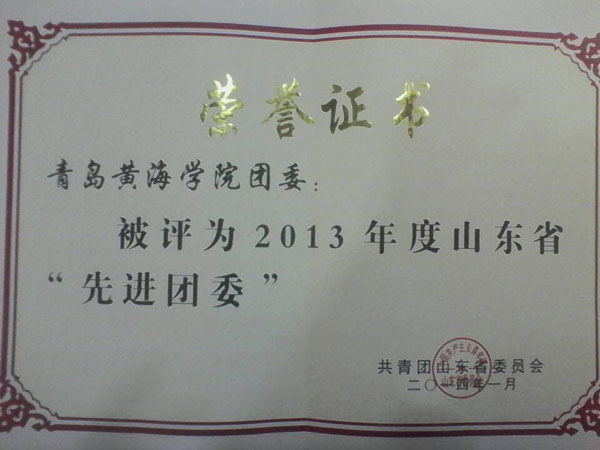 荣誉证书
青岛黄海学院团委：
被评为2013年度山东省
“先进团委”
共青团山东省委员会
二〇一四年一月